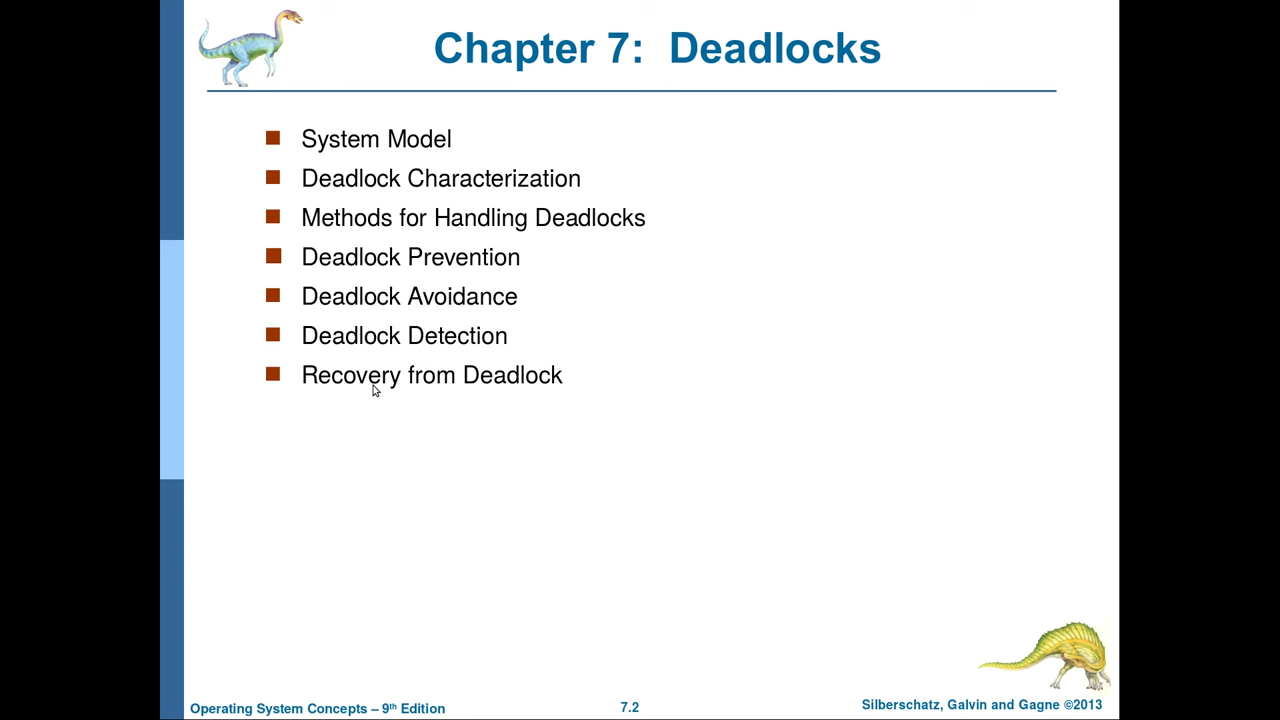 Chapter 7: Deadlocks
System Model
Deadlock Characterization
Methods for Handling Deadlocks
Deadlock Prevention
Deadlock Avoidance
Deadlock Detection
Recovery from Deadlock
Operating System Concepts – 9th Edition
7.2
Silberschatz, Galvin and Gagne ©2013